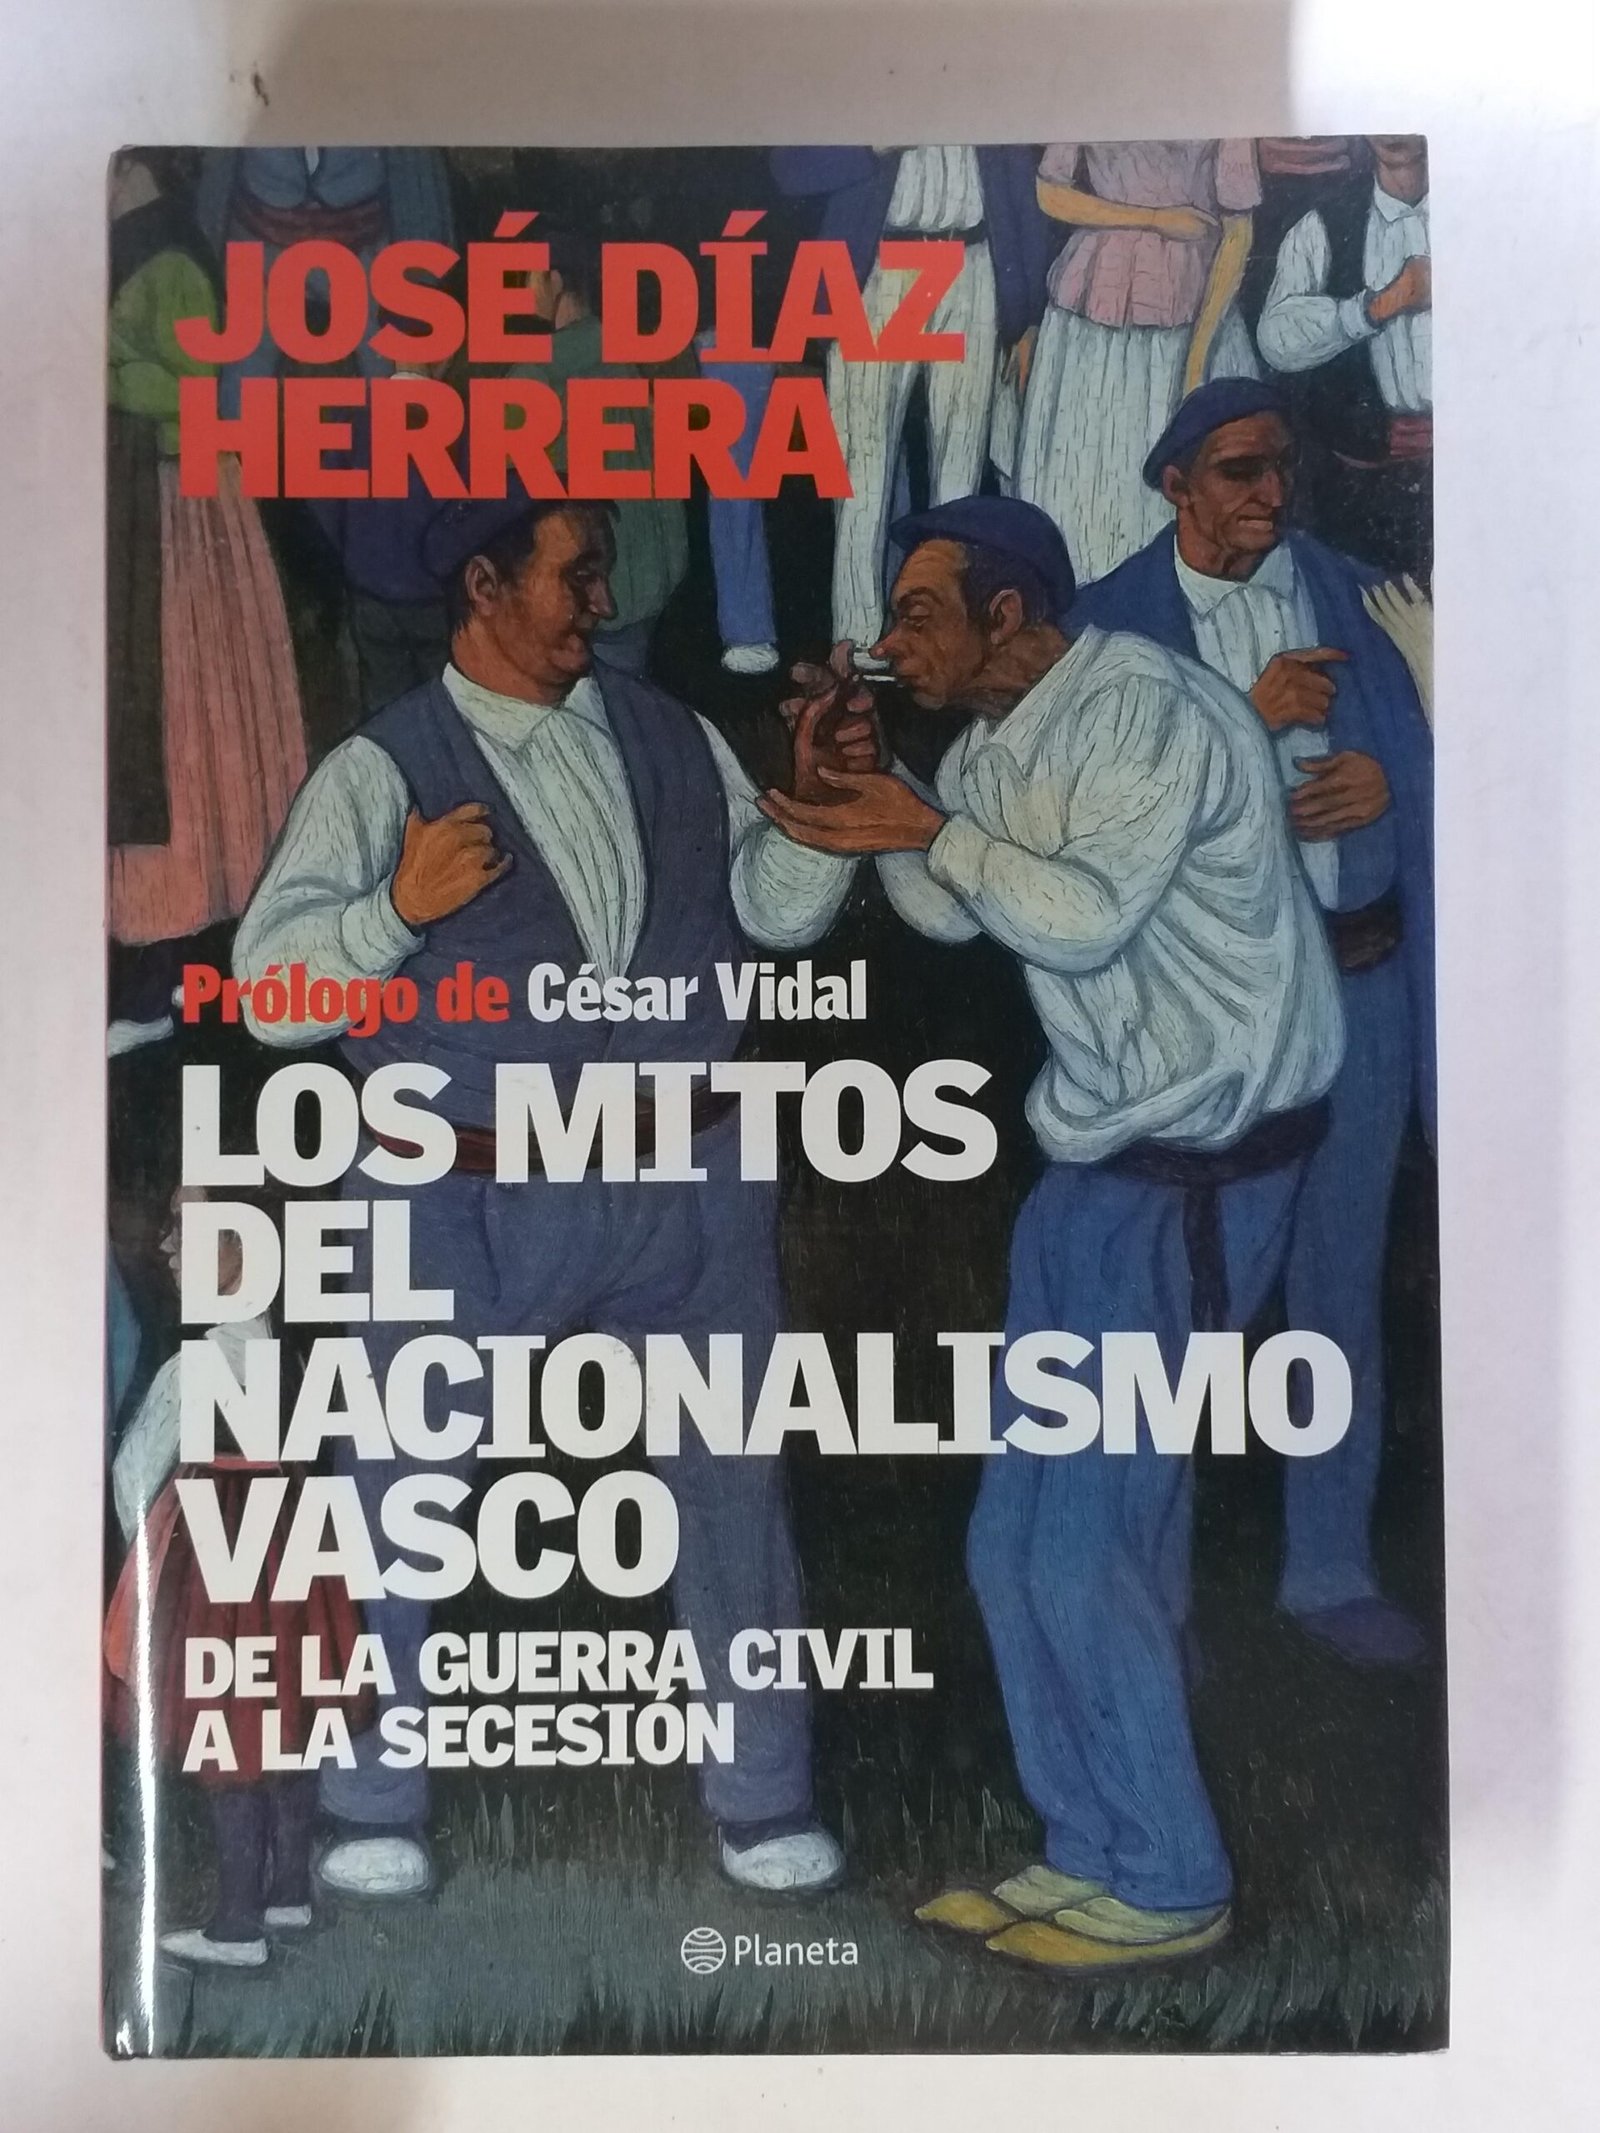 JOSÉ DÍAZ
HERRERA
Prólogo de César Vidal
LOS MITOS
DEL
NACIONALISMO
VASCO
DE LA GUERRA CIVIL
A LA SECESIÓN
Planeta